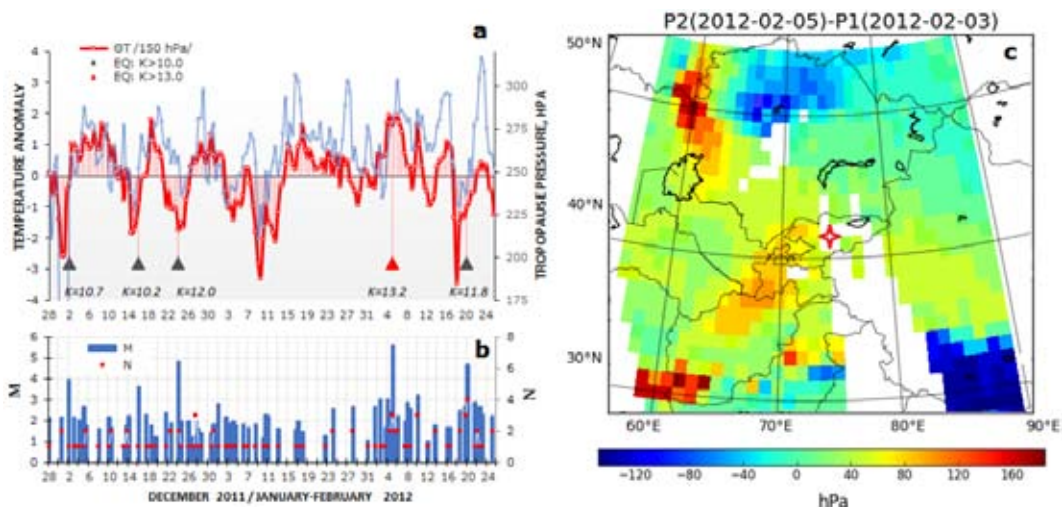 a
GT /150 hPa/
EQ: K>10.0
EQ: K>13.0
TEMPERATURE ANOMALY
4
3
2
1
0
-1
-2
-3
-4
TROPOPAUSE PRESSURE, HPA
300
275
250
225
200
175
K=10.7 K=10.2 K=12.0 K=13.2 K=11.8
28 2 6 10 14 18 22 26 30 3 7 11 15 19 23 27 31 4 8 12 16 20 24
b
M
N
M
6
5
4
3
2
1
0
N
8
6
4
2
0
28 2 6 10 14 18 22 26 30 3 7 11 15 19 23 27 31 4 8 12 16 20 24
DECEMBER 2011/JANUARY-FEBRUARY 2012
P2(2012-02-05)-P1(2012-02-03)
c
50°N
40°N
30°N
60°E 70°E 80°E 90°E
−120 −80 −40 0 40 80 120 160
hPa